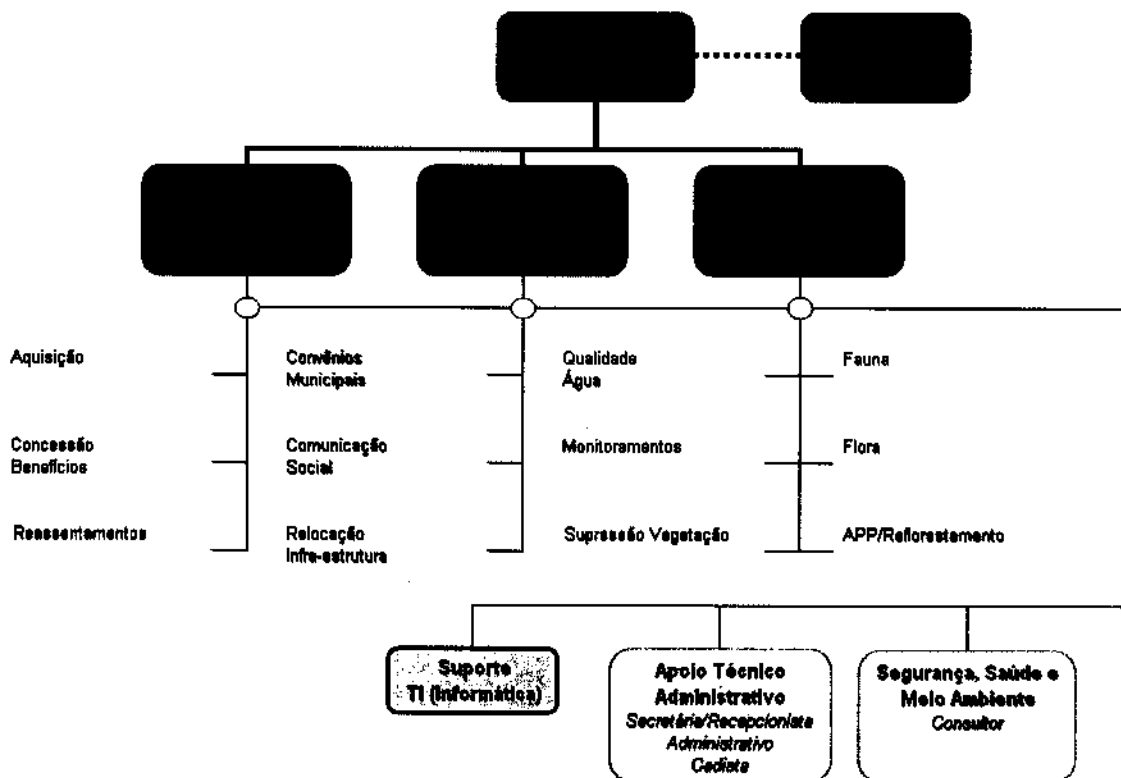 Aquisição
Convênios
Municipais
Qualidade
Água
Fauna
Concessão
Benefícios
Comunicação
Social
Monitoramentos
Flora
Reassentamentos
Relocação
Infra-estrutura
Supressão Vegetação
APP/Reflorestamento
Suporte
TI (Informática)
Apoio Técnico
Administrativo
Secretária/Recepcionista
Administrativo
Cadista
Segurança, Saúde e
Meio Ambiente
Consultor